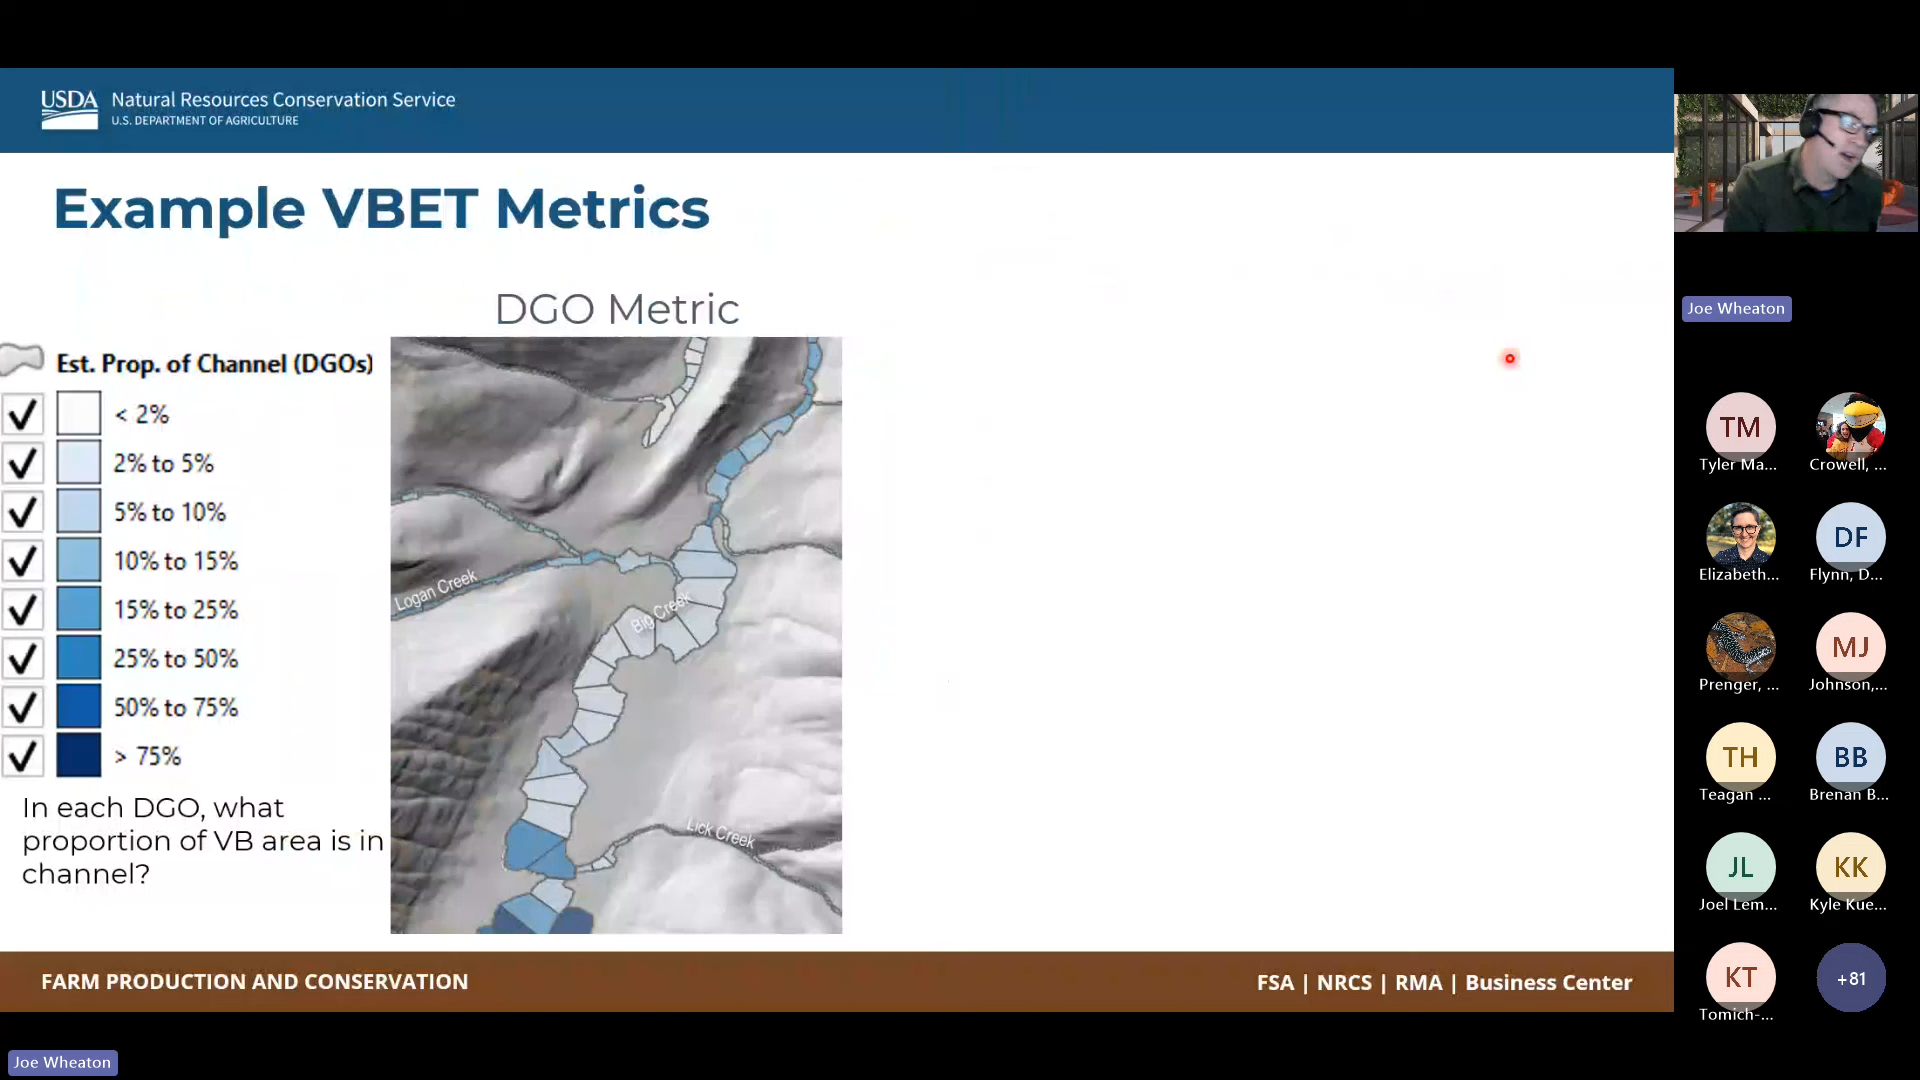 USDA
Natural Resources Conservation Service
U.S. DEPARTMENT OF AGRICULTURE
Example VBET Metrics
DGO Metric
Est. Prop. of Channel (DGOs)
< 2%
2% to 5%
5% to 10%
10% to 15%
15% to 25%
25% to 50%
50% to 75%
> 75%
In each DGO, what
proportion of VB area is in
channel?
Logan Creek
Big Creek
Lick Creek
FARM PRODUCTION AND CONSERVATION
FSA | NRCS | RMA | Business Center
Joe Wheaton
TM
Tyler Ma...
Crowell, ...
Elizabeth...
DF
Flynn, D...
Prenger, ...
MJ
Johnson,...
TH
Teagan ...
BB
Brenan B...
JL
Joel Lem...
KK
Kyle Kue...
KT
Tomich-...
+81
Joe Wheaton